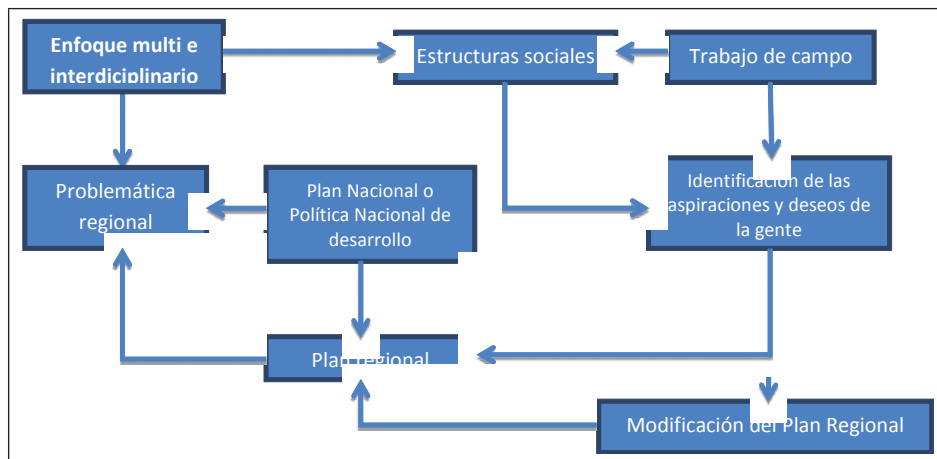 Enfoque multi e
interdiciplinario
Estructuras sociales
Trabajo de campo
Problemática
regional
Plan Nacional o
Política Nacional de
desarrollo
Identificación de las
aspiraciones y deseos de
la gente
Plan regional
Modificación del Plan Regional